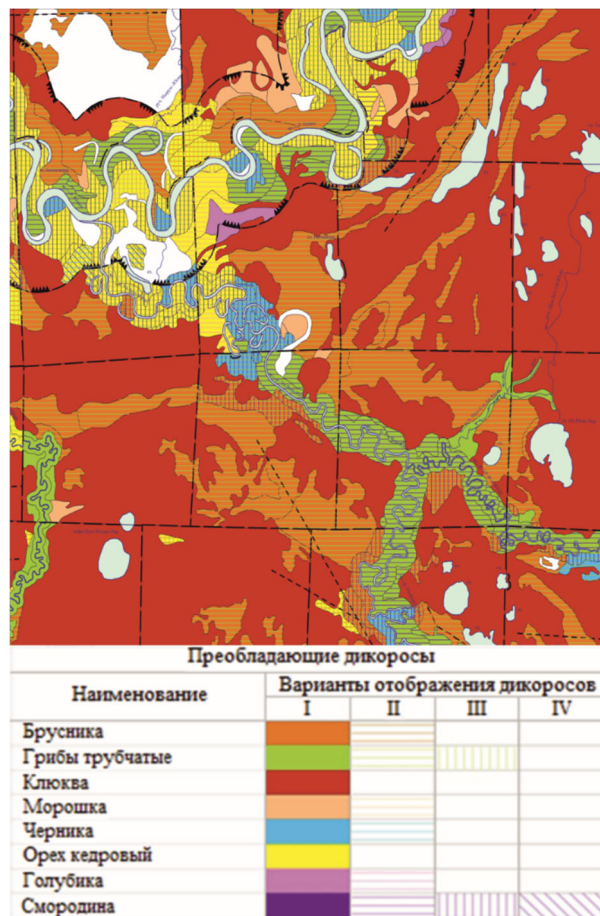 Преобладающие дикоросы
Наименование
Варианты отображения дикоросов
I II III IV
Брусника
Грибы трубчатые
Клюква
Морошка
Черника
Орех кедровый
Голубика
Смородина